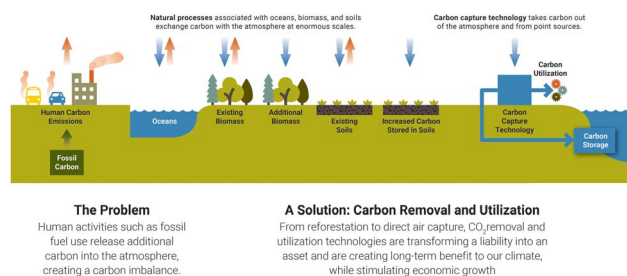 Natural processes associated with oceans, biomass, and soils
exchange carbon with the atmosphere at enormous scales.
Carbon capture technology takes carbon out
of the atmosphere and from point sources.
Carbon
Utilization
Human Carbon
Emissions
Oceans
Existing
Biomass
Additional
Biomass
Existing
Soils
Increased Carbon
Stored in Soils
Carbon
Capture
Technology
Carbon
Storage
Fossil
Carbon
The Problem
Human activities such as fossil
fuel use release additional
carbon into the atmosphere,
creating a carbon imbalance.
A Solution: Carbon Removal and Utilization
From reforestation to direct air capture, CO₂removal and
utilization technologies are transforming a liability into an
asset and are creating long-term benefit to our climate,
while stimulating economic growth